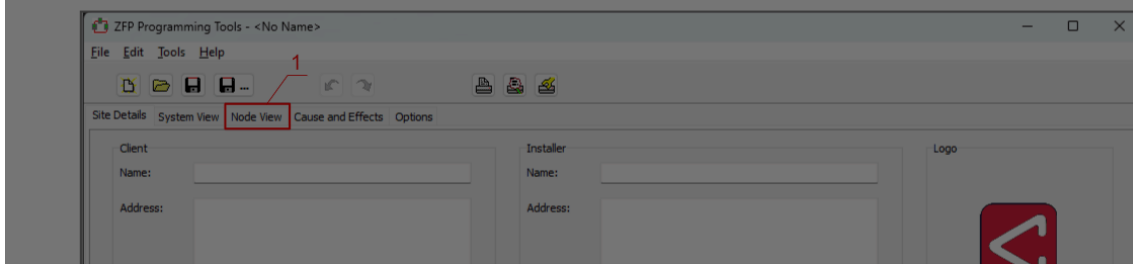 ZFP Programming Tools - <No Name>
File Edit Tools Help
1
...
Site Details System View Node View Cause and Effects Options
Client Installer Logo
Name: Name:
Address: Address: